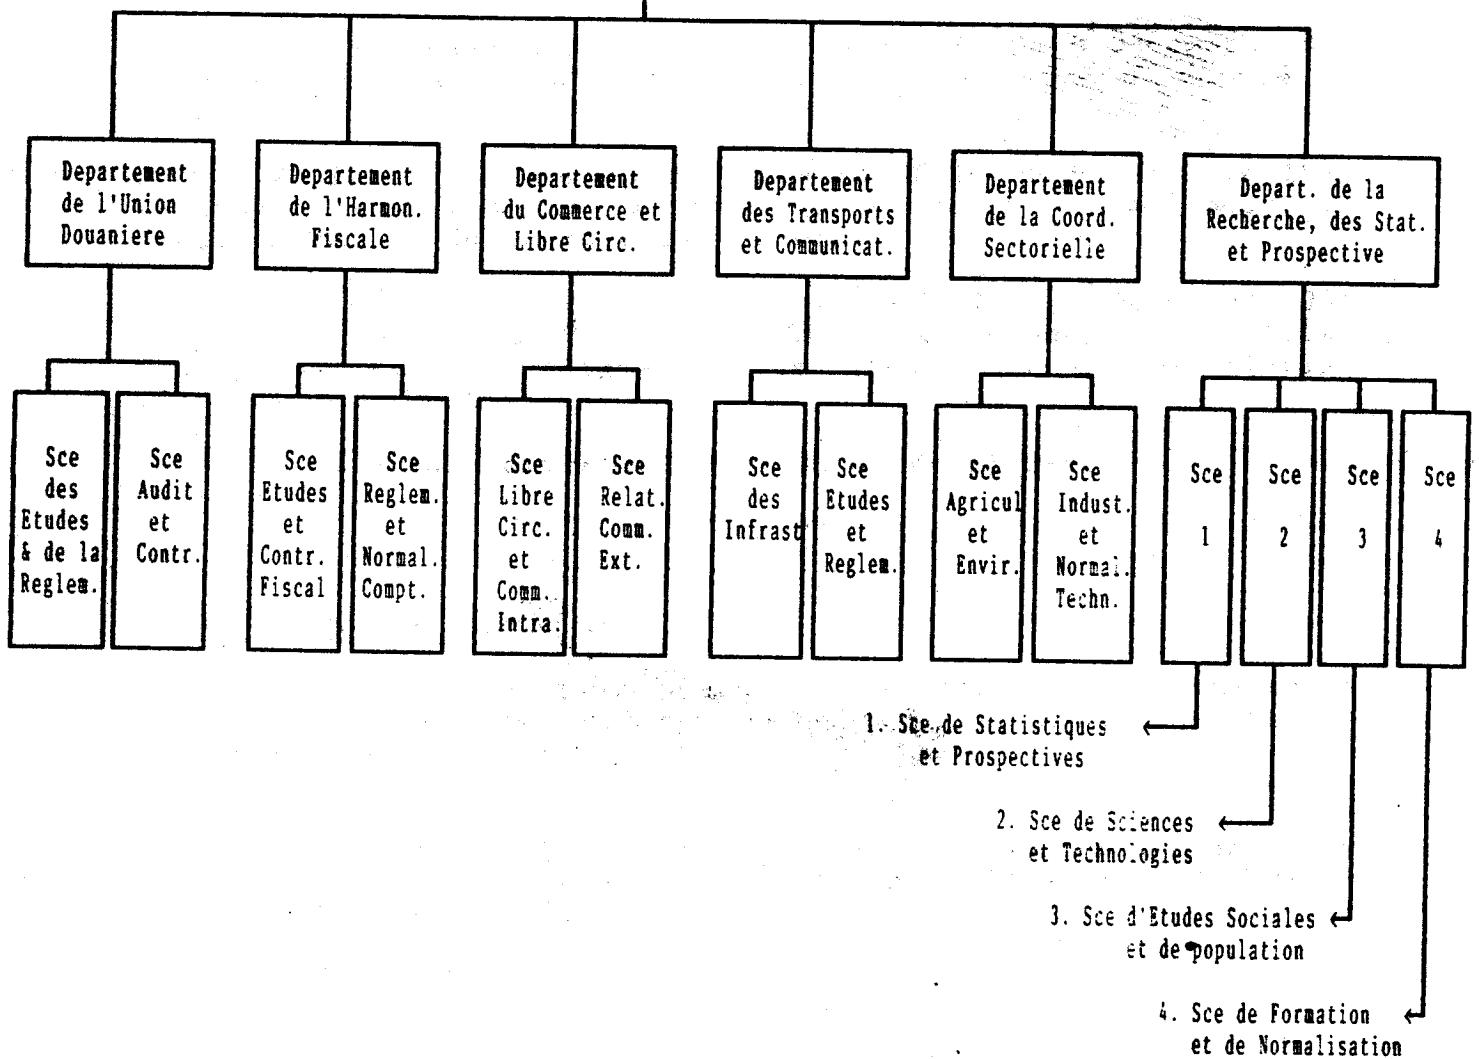 Departement
de l'Union
Douaniere
Departement
de l'Harmon.
Fiscale
Departement
du Commerce et
Libre Circ.
Departement
des Transports
et Communicat.
Departement
de la Coord.
Sectorielle
Depart. de la
Recherche, des Stat.
et Prospective
Sce
des
Etudes
& de la
Reglem.
Sce
Audit
et
Contr.
Sce
Etudes
et
Contr.
Fiscal
Sce
Reglem.
et
Normal.
Compt.
Sce
Libre
Circ.
et
Comm.
Intra.
Sce
Relat.
Comm.
Ext.
Sce
des
Infrast
Sce
Etudes
et
Reglem.
Sce
Agricul
et
Envir.
Sce
Indust.
et
Normal.
Techn.
Sce
1
Sce
2
Sce
3
Sce
4
1. Sce de Statistiques
et Prospectives
2. Sce de Sciences
et Technologies
3. Sce d'Etudes Sociales
et de population
4. Sce de Formation
et de Normalisation